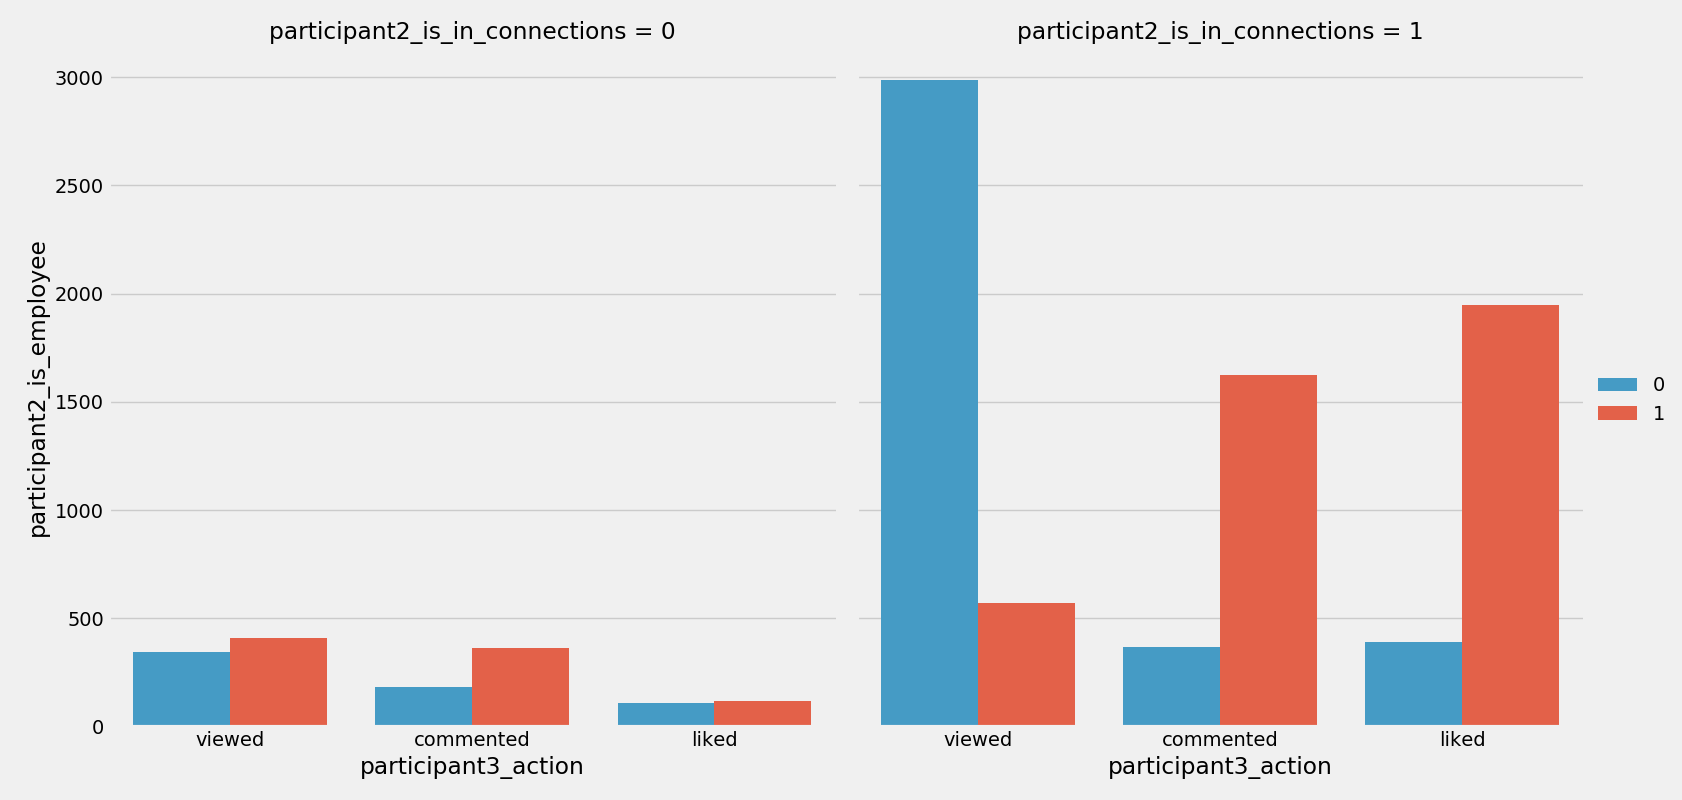 participant2_is_in_connections = 0
participant2_is_in_connections = 1
participant2_is_employee
3000
2500
2000
1500
1000
500
0
viewed commented liked
viewed commented liked
participant3_action
participant3_action
0
1